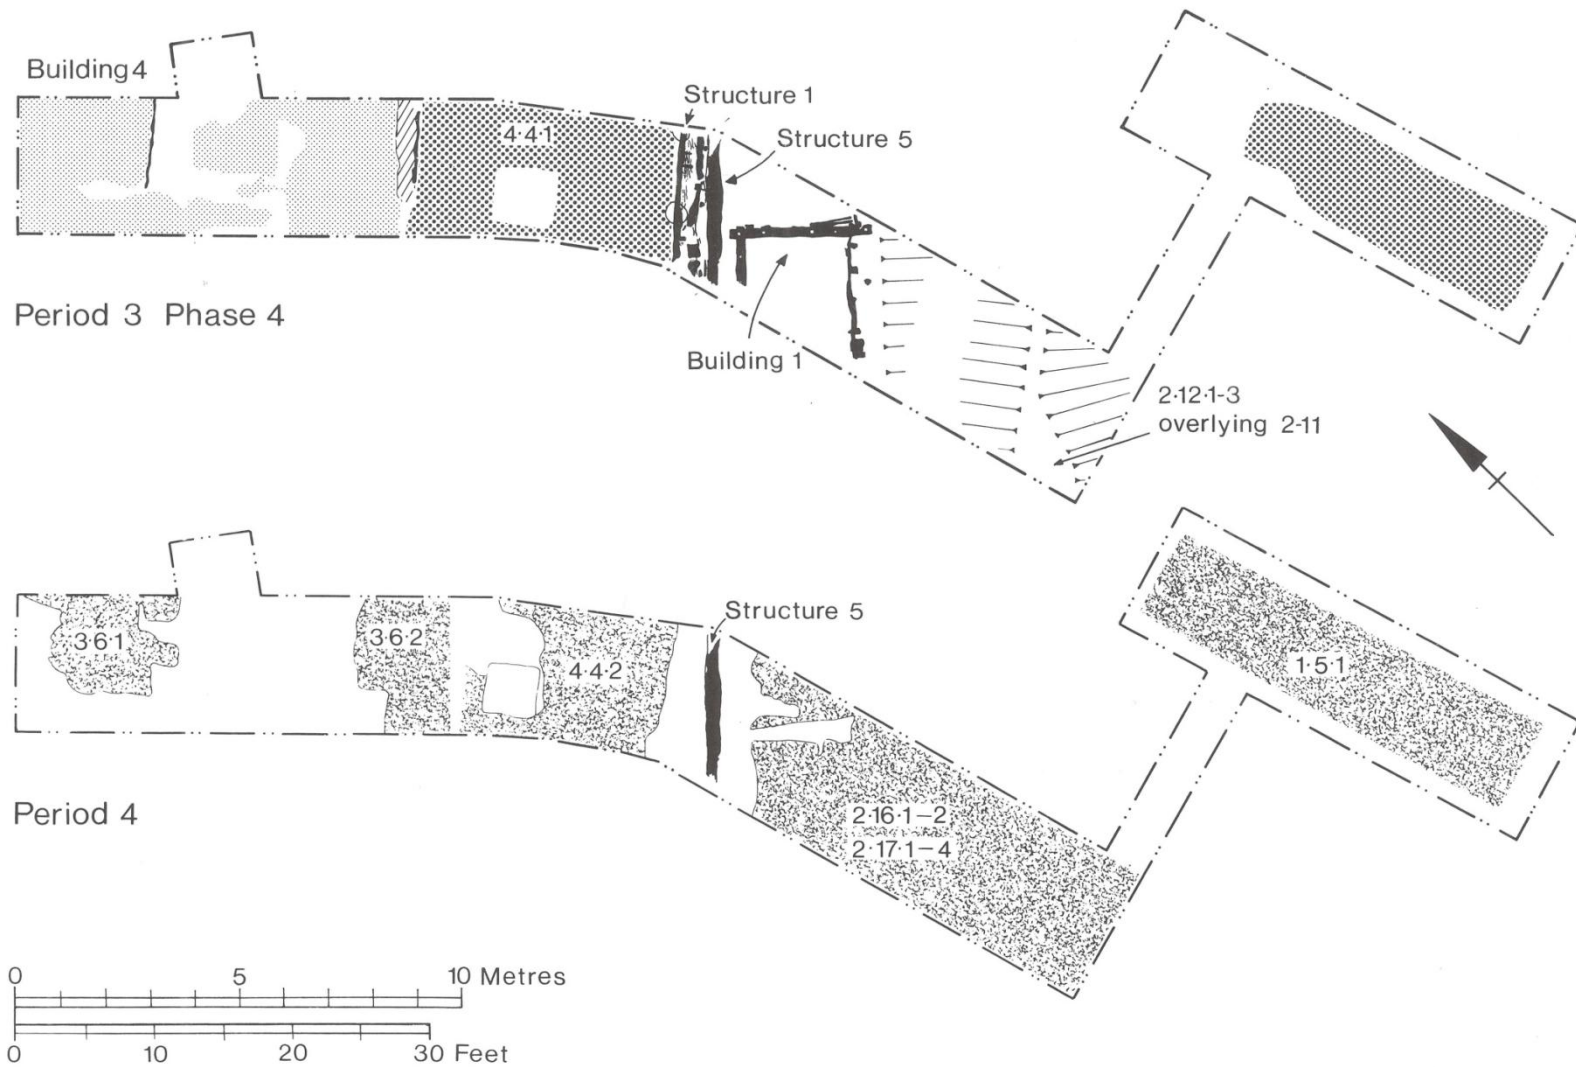 Building 4
Structure 1
4·4·1
Structure 5
Period 3 Phase 4
Building 1
2·12·1-3
overlying 2-11
Structure 5
3·6·1
3·6·2
4·4·2
1·5·1
Period 4
2·16·1–2
2·17·1–4
0 5 10 Metres
0 10 20 30 Feet